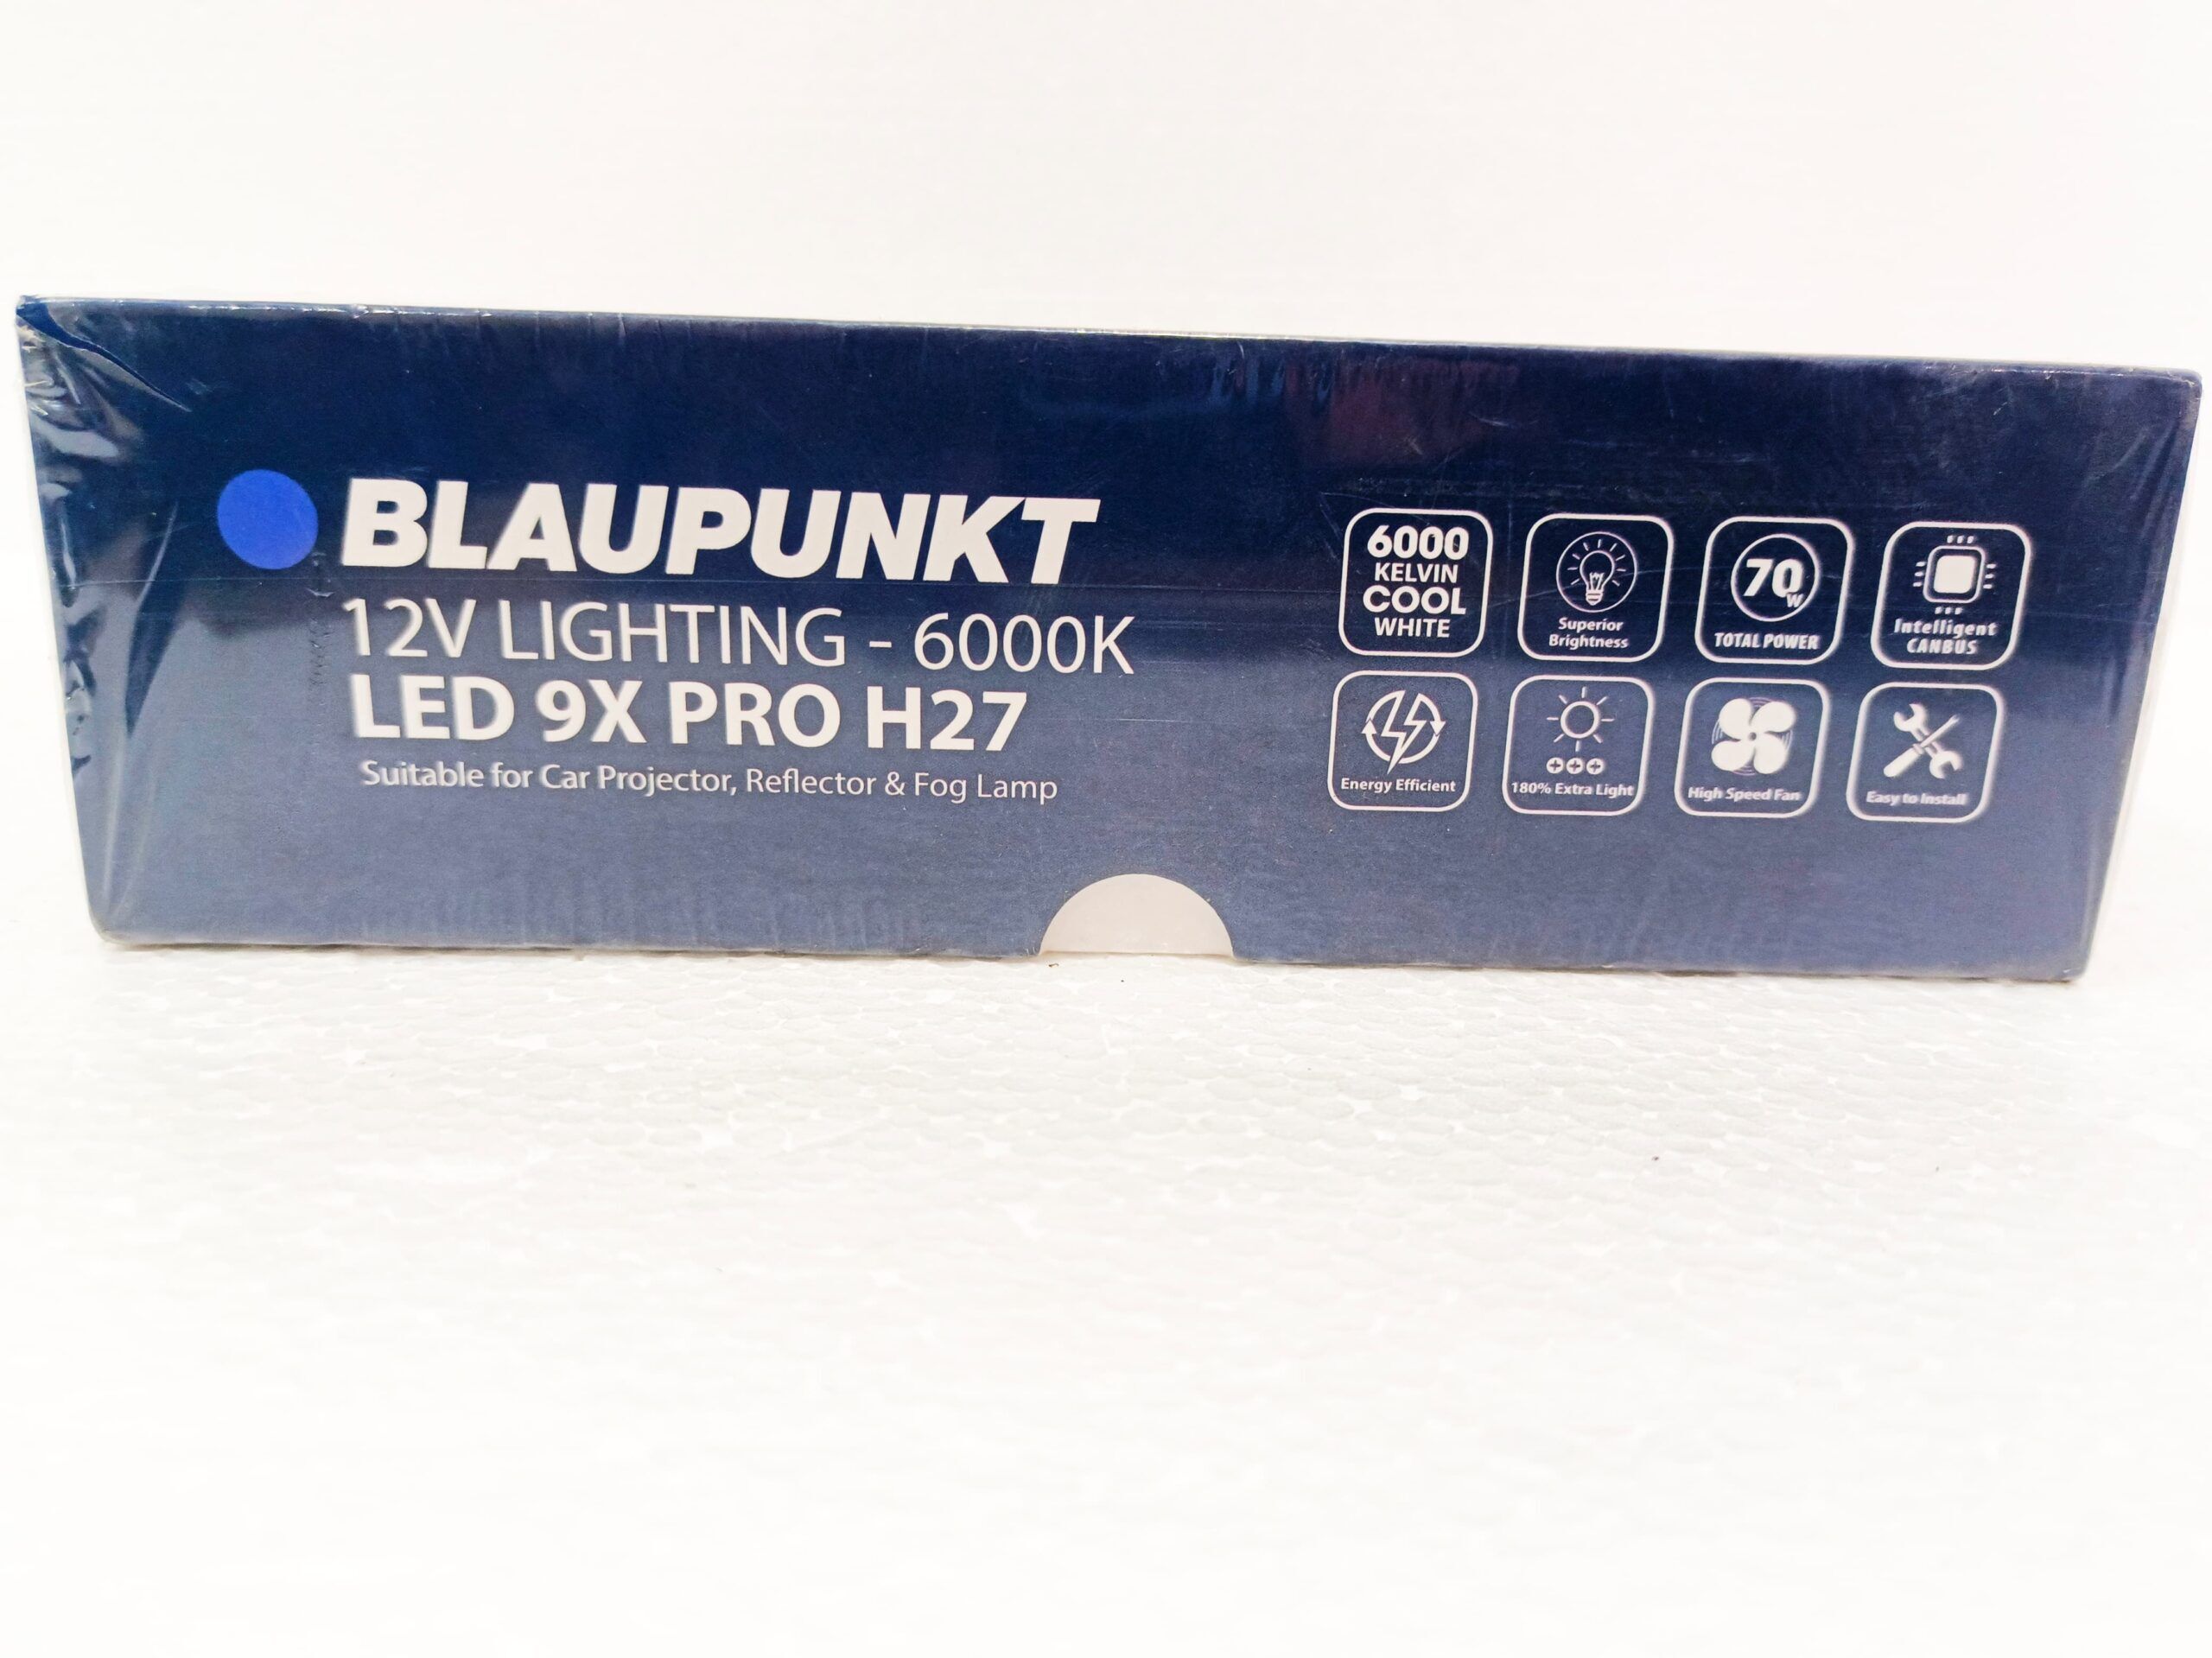 BLAUPUNKT
12V LIGHTING - 6000K
LED 9X PRO H27
Suitable for Car Projector, Reflector & Fog Lamp
6000
KELVIN
COOL
WHITE
Superior
Brightness
70W
TOTAL POWER
Intelligent
CANBUS
Energy Efficient
180% Extra Light
High Speed Fan
Easy to Install